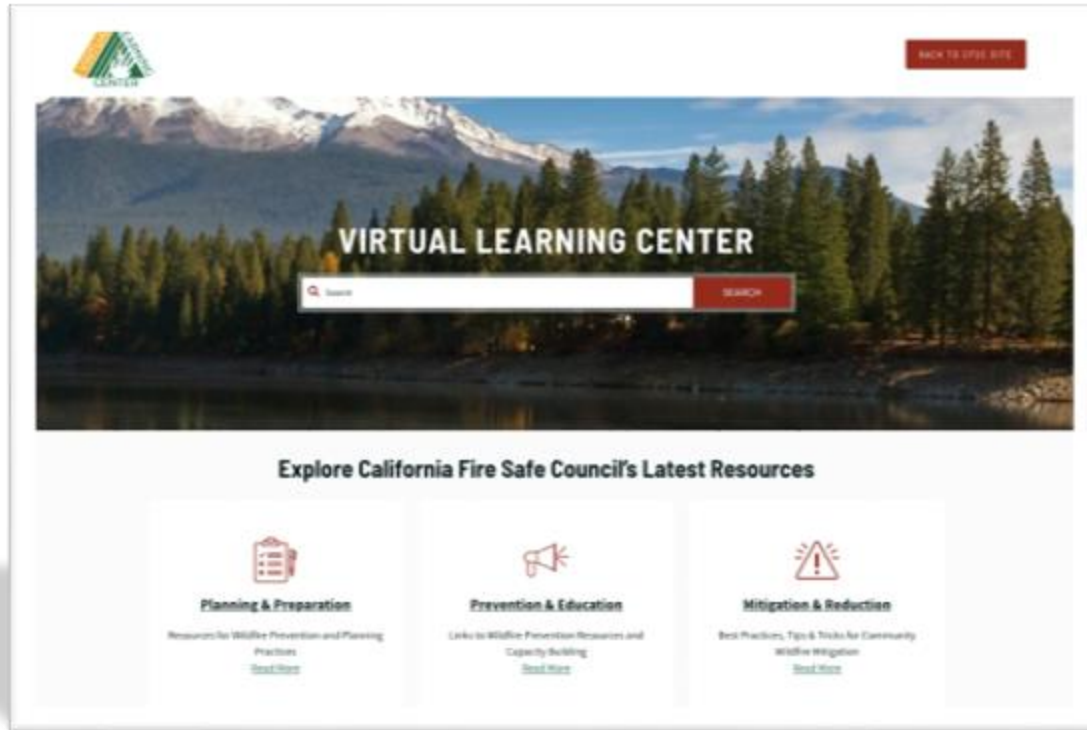 LEARNING
CENTER
BACK TO CFSC SITE
VIRTUAL LEARNING CENTER
Search
SEARCH
Explore California Fire Safe Council's Latest Resources
Planning & Preparation
Resources for Wildfire Prevention and Planning
Practices
Read More
Prevention & Education
Links to Wildfire Prevention Resources and
Capacity Building
Read More
Mitigation & Reduction
Best Practices, Tips & Tricks for Community
Wildfire Mitigation
Read More